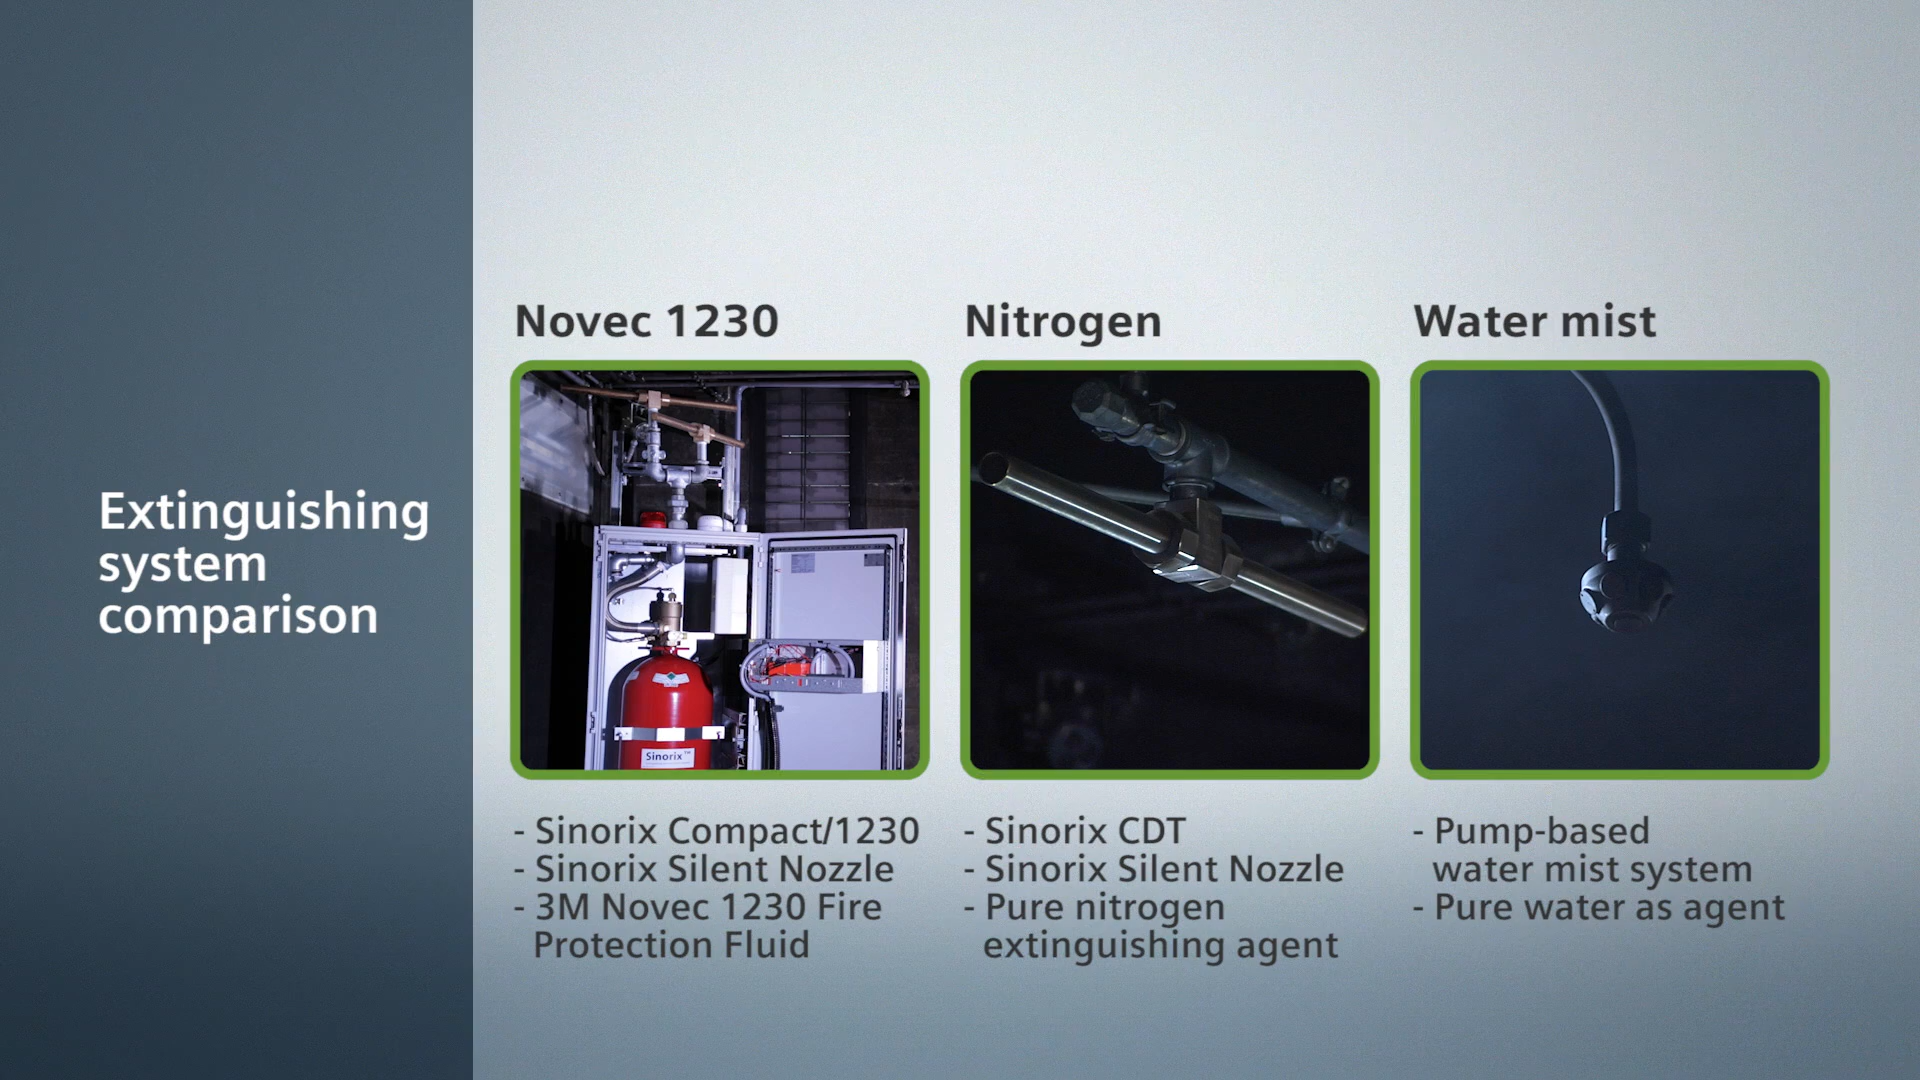 Extinguishing
system
comparison
Novec 1230
Nitrogen
Water mist
Sinorix™
- Sinorix Compact/1230
- Sinorix Silent Nozzle
- 3M Novec 1230 Fire
Protection Fluid
- Sinorix CDT
- Sinorix Silent Nozzle
- Pure nitrogen
extinguishing agent
- Pump-based
water mist system
- Pure water as agent